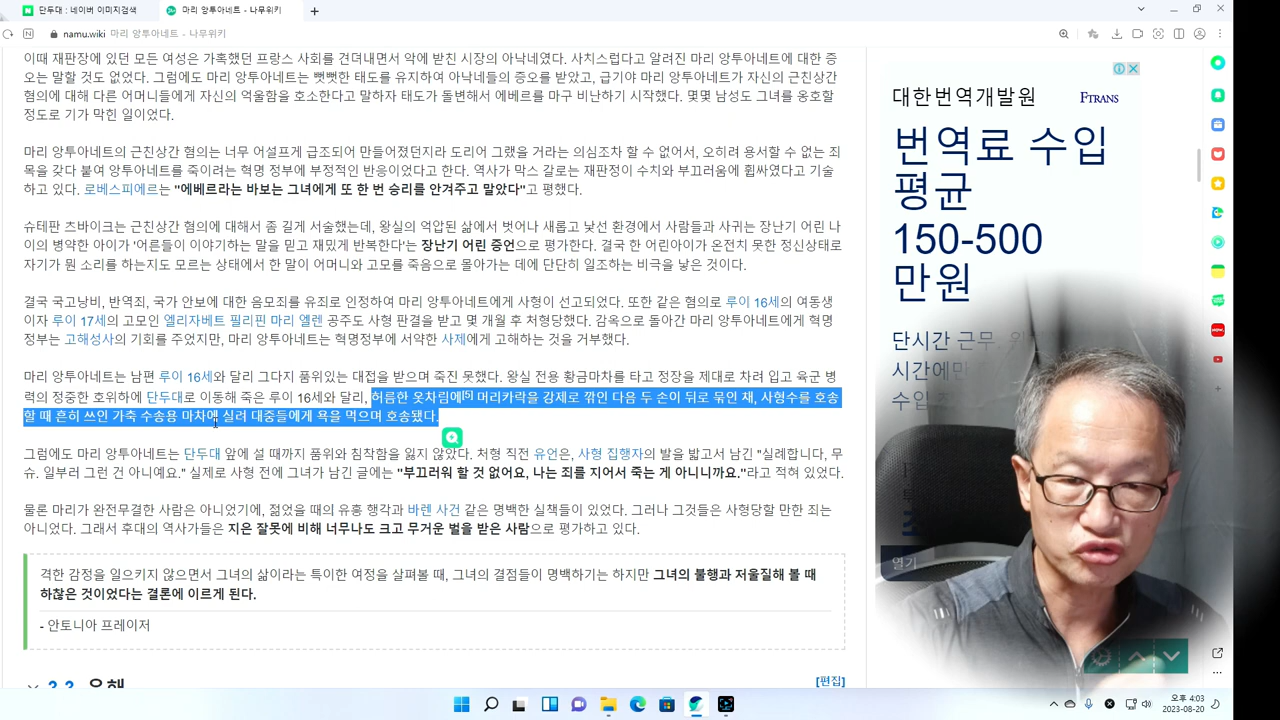 단두대 : 네이버 이미지검색
마리 앙투아네트 - 나무위키
namu.wiki 마리 앙투아네트 - 나무위키
이때 재판장에 있던 모든 여성은 가혹했던 프랑스 사회를 견뎌내면서 악에 받친 시장의 아낙네였다. 사치스럽다고 알려진 마리 앙투아네트에 대한 증
오는 말할 것도 없었다. 그럼에도 마리 앙투아네트는 뻣뻣한 태도를 유지하여 아낙네들의 증오를 받았고, 급기야 마리 앙투아네트가 자신의 근친상간
혐의에 대해 다른 어머니들에게 자신의 억울함을 호소한다고 말하자 태도가 돌변해서 에베르를 마구 비난하기 시작했다. 몇몇 남성도 그녀를 옹호할
정도로 기가 막힌 일이었다.
마리 앙투아네트의 근친상간 혐의는 너무 어설프게 급조되어 만들어졌던지라 도리어 그랬을 거라는 의심조차 할 수 없어서, 오히려 용서할 수 없는 죄
목을 갖다 붙여 앙투아네트를 죽이려는 혁명 정부에 부정적인 반응이었다고 한다. 역사가 막스 갈로는 재판정이 수치와 부끄러움에 휩싸였다고 기술
하고 있다. 로베스피에르는 "에베르라는 바보는 그녀에게 또 한 번 승리를 안겨주고 말았다"고 평했다.
슈테판 츠바이크는 근친상간 혐의에 대해서 좀 길게 서술했는데, 왕실의 억압된 삶에서 벗어나 새롭고 낯선 환경에서 사람들과 사귀는 장난기 어린 나
이의 병약한 아이가 '어른들이 이야기하는 말을 믿고 재밌게 반복한다'는 장난기 어린 증언으로 평가한다. 결국 한 어린아이가 온전치 못한 정신상태로
자기가 뭔 소리를 하는지도 모르는 상태에서 한 말이 어머니와 고모를 죽음으로 몰아가는 데에 단단히 일조하는 비극을 낳은 것이다.
결국 국고낭비, 반역죄, 국가 안보에 대한 음모죄를 유죄로 인정하여 마리 앙투아네트에게 사형이 선고되었다. 또한 같은 혐의로 루이 16세의 여동생
이자 루이 17세의 고모인 엘리자베트 필리핀 마리 엘렌 공주도 사형 판결을 받고 몇 개월 후 처형당했다. 감옥으로 돌아간 마리 앙투아네트에게 혁명
정부는 고해성사의 기회를 주었지만, 마리 앙투아네트는 혁명정부에 서약한 사제에게 고해하는 것을 거부했다.
마리 앙투아네트는 남편 루이 16세와 달리 그다지 품위있는 대접을 받으며 죽진 못했다. 왕실 전용 황금마차를 타고 정장을 제대로 차려 입고 육군 병
력의 정중한 호위하에 단두대로 이동해 죽은 루이 16세와 달리, 허름한 옷차림에[5] 머리카락을 강제로 깎인 다음 두 손이 뒤로 묶인 채, 사형수를 호송
할 때 흔히 쓰인 가축 수송용 마차에 실려 대중들에게 욕을 먹으며 호송됐다.
그럼에도 마리 앙투아네트는 단두대 앞에 설 때까지 품위와 침착함을 잃지 않았다. 처형 직전 유언은, 사형 집행자의 발을 밟고서 남긴 "실례합니다, 무
슈. 일부러 그런 건 아니예요." 실제로 사형 전에 그녀가 남긴 글에는 "부끄러워 할 것 없어요, 나는 죄를 지어서 죽는 게 아니니까요."라고 적혀 있었다.
물론 마리가 완전무결한 사람은 아니었기에, 젊었을 때의 유흥 행각과 바렌 사건 같은 명백한 실책들이 있었다. 그러나 그것들은 사형당할 만한 죄는
아니었다. 그래서 후대의 역사가들은 지은 잘못에 비해 너무나도 크고 무거운 벌을 받은 사람으로 평가하고 있다.
격한 감정을 일으키지 않으면서 그녀의 삶이라는 특이한 여정을 살펴볼 때, 그녀의 결점들이 명백하기는 하지만 그녀의 불행과 저울질해 볼 때
하찮은 것이었다는 결론에 이르게 된다.
- 안토니아 프레이저
[편집]
대한번역개발원 FTRANS
번역료 수입
평균
150-500
만원
단시간 근무,
시간에만
수입
열기
오후 4:03
2023-08-20